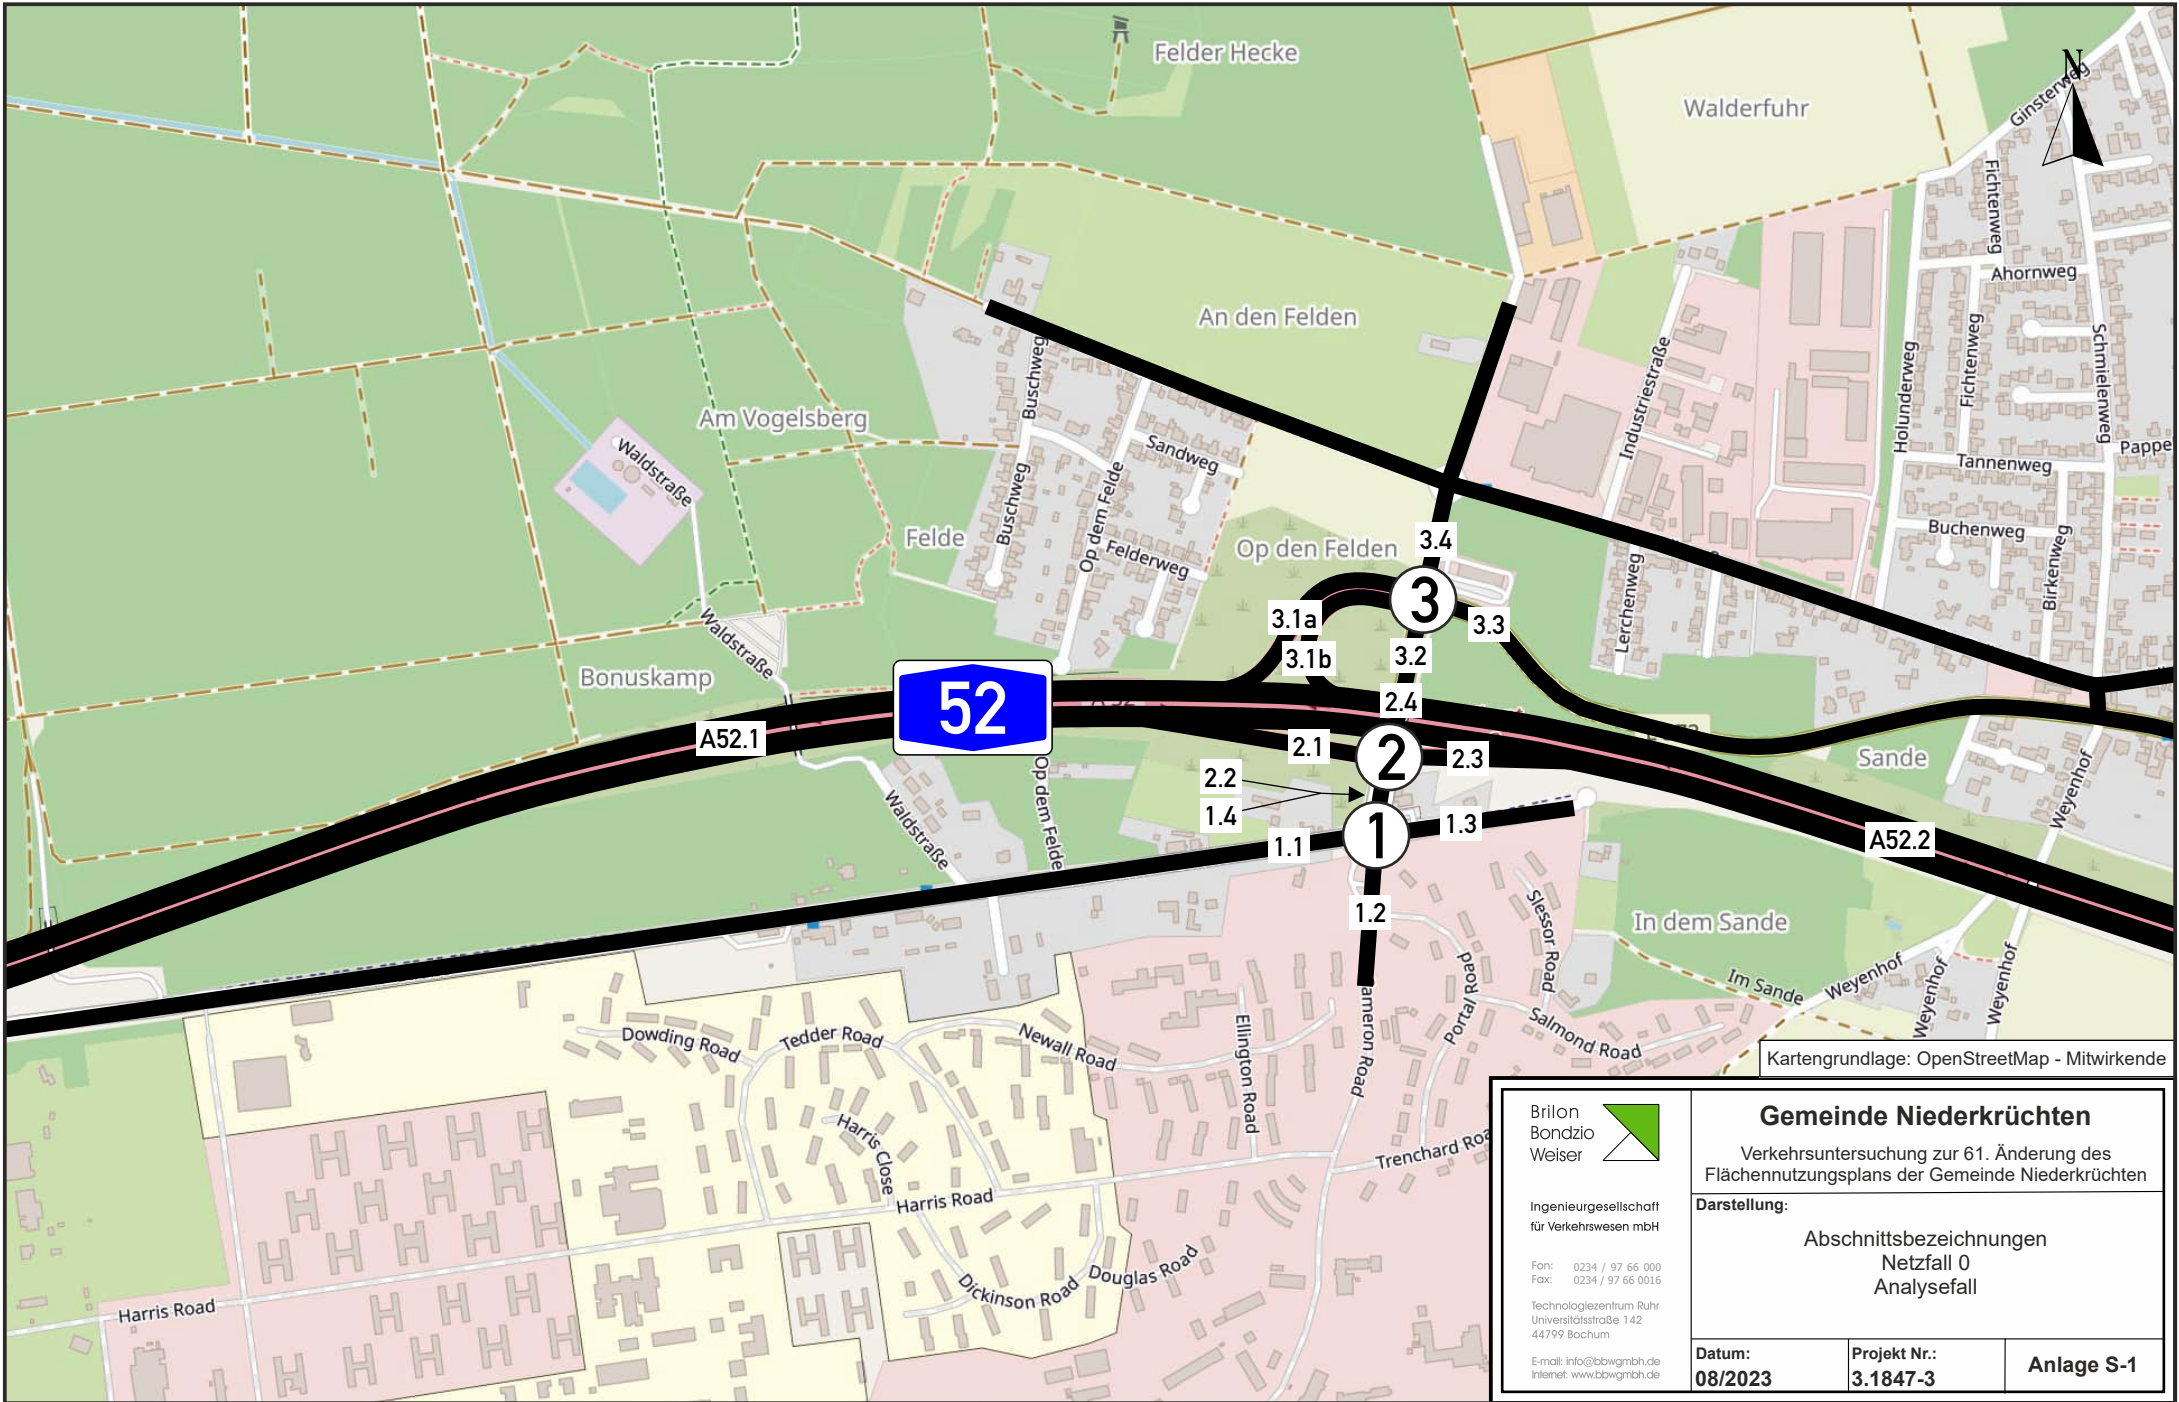 Felder Hecke
Walderfuhr
N
Ginsterweg
Fichtenweg
Ahornweg
An den Felden
Buschweg
Industriestraße
Holunderweg
Fichtenweg
Schmielenweg
Am Vogelsberg
Waldstraße
Sandweg
Tannenweg
Pappe
Buschweg
Op dem Felde
Felde
Felderweg
Op den Felden
3.4
Buchenweg
Birkenweg
Lerchenweg
3
3.1a
3.3
3.1b
3.2
Waldstraße
Bonuskamp
52
2.4
A52.1
2.1
2
2.3
Sande
Weyenhof
2.2
1.4
Op dem Felde
Waldstraße
1.1
1
1.3
A52.2
1.2
Slessor Road
In dem Sande
Portal Road
Im Sande
Weyenhof
Weyenhof
Weyenhof
Dowding Road
Tedder Road
Newall Road
Ellington Road
ameron Road
Salmond Road
Kartengrundlage: OpenStreetMap - Mitwirkende
Harris Close
Trenchard Roa
Harris Road
Dickinson Road
Douglas Road
Harris Road
Brilon
Bondzio
Weiser
Ingenieurgesellschaft
für Verkehrswesen mbH
Fon: 0234 / 97 66 000
Fax: 0234 / 97 66 0016
Technologiezentrum Ruhr
Universitätsstraße 142
44799 Bochum
E-mail: info@bbwgmbh.de
Internet: www.bbwgmbh.de
Gemeinde Niederkrüchten
Verkehrsuntersuchung zur 61. Änderung des
Flächennutzungsplans der Gemeinde Niederkrüchten
Darstellung:
Abschnittsbezeichnungen
Netzfall 0
Analysefall
Datum:
08/2023
Projekt Nr.:
3.1847-3
Anlage S-1